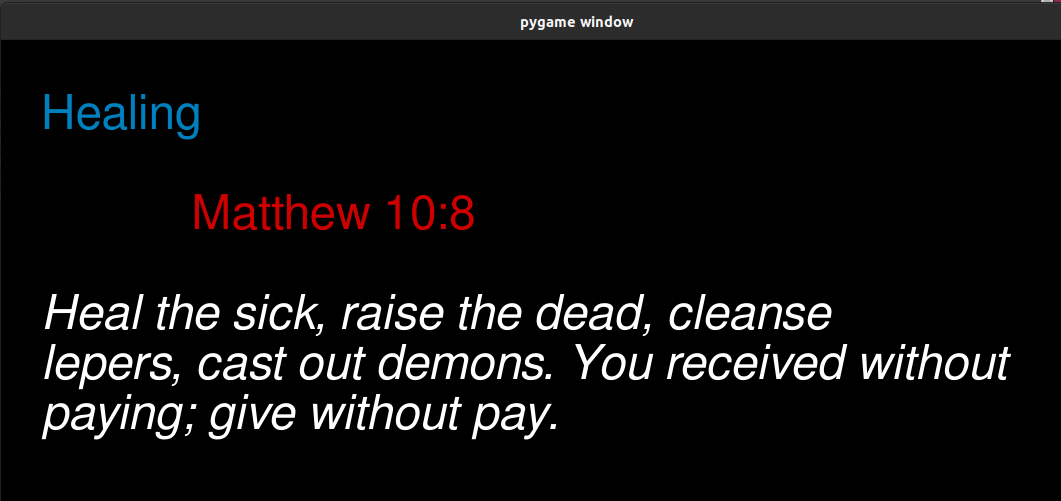 pygame window
Healing
Matthew 10:8
Heal the sick, raise the dead, cleanse
lepers, cast out demons. You received without
paying; give without pay.